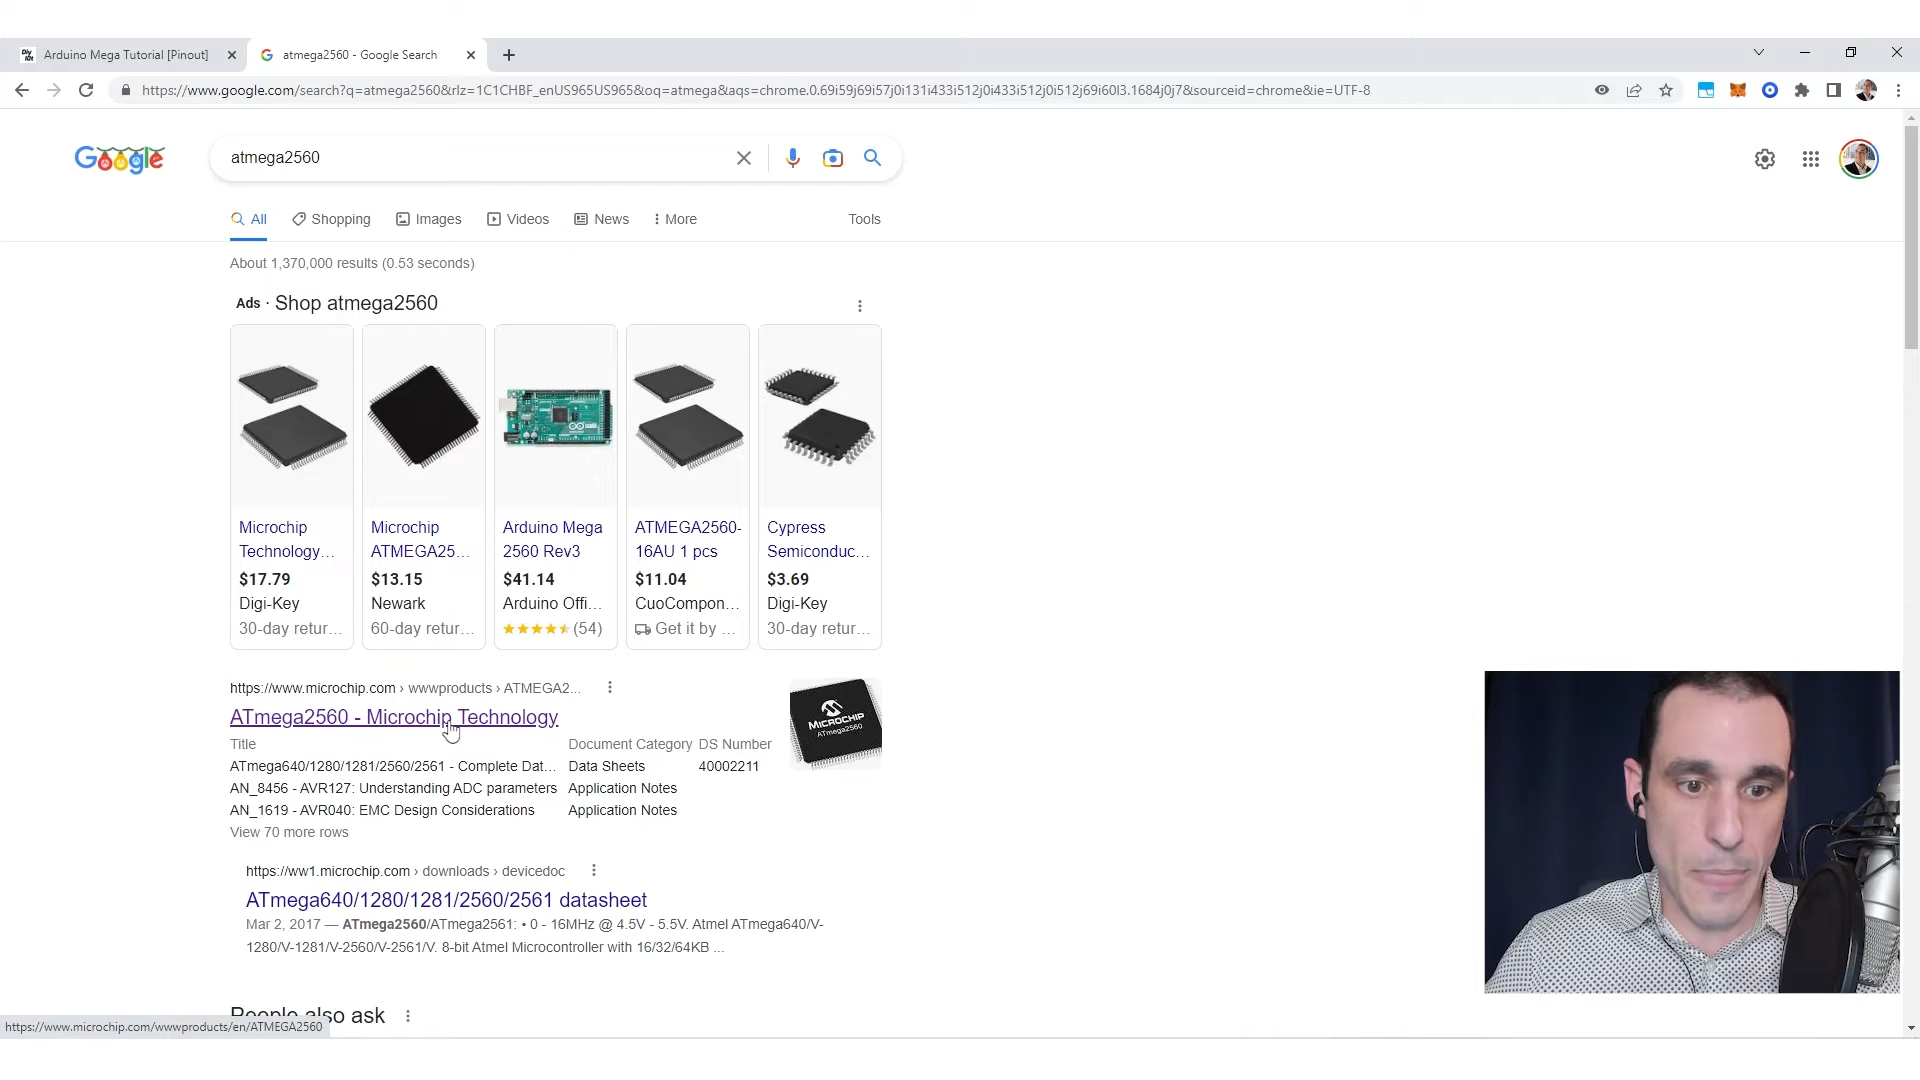 Arduino Mega Tutorial [Pinout]
atmega2560 - Google Search
https://www.google.com/search?q=atmega2560&rlz=1C1CHBF_enUS965US965&oq=atmega&aqs=chrome.0.69i59j69i57j0i131i433i512j0i433i512j0i512j69i60l3.1684j0j7&sourceid=chrome&ie=UTF-8
Google
atmega2560
All
Shopping
Images
Videos
News
More
Tools
About 1,370,000 results (0.53 seconds)
Ads · Shop atmega2560
Microchip
Technology...
$17.79
Digi-Key
30-day retur...
Microchip
ATMEGA25...
$13.15
Newark
60-day retur...
Arduino Mega
2560 Rev3
$41.14
Arduino Offi...
(54)
ATMEGA2560-
16AU 1 pcs
$11.04
CuoCompon...
Get it by ...
Cypress
Semiconduc...
$3.69
Digi-Key
30-day retur...
https://www.microchip.com › wwwproducts › ATMEGA2...
ATmega2560 - Microchip Technology
MICROCHIP
ATmega2560
Title Document Category DS Number
ATmega640/1280/1281/2560/2561 - Complete Dat... Data Sheets 40002211
AN_8456 - AVR127: Understanding ADC parameters Application Notes
AN_1619 - AVR040: EMC Design Considerations Application Notes
View 70 more rows
https://ww1.microchip.com › downloads › devicedoc
ATmega640/1280/1281/2560/2561 datasheet
Mar 2, 2017 — ATmega2560/ATmega2561: • 0 - 16MHz @ 4.5V - 5.5V. Atmel ATmega640/V-
1280/V-1281/V-2560/V-2561/V. 8-bit Atmel Microcontroller with 16/32/64KB ...
People also ask
https://www.microchip.com/wwwproducts/en/ATMEGA2560